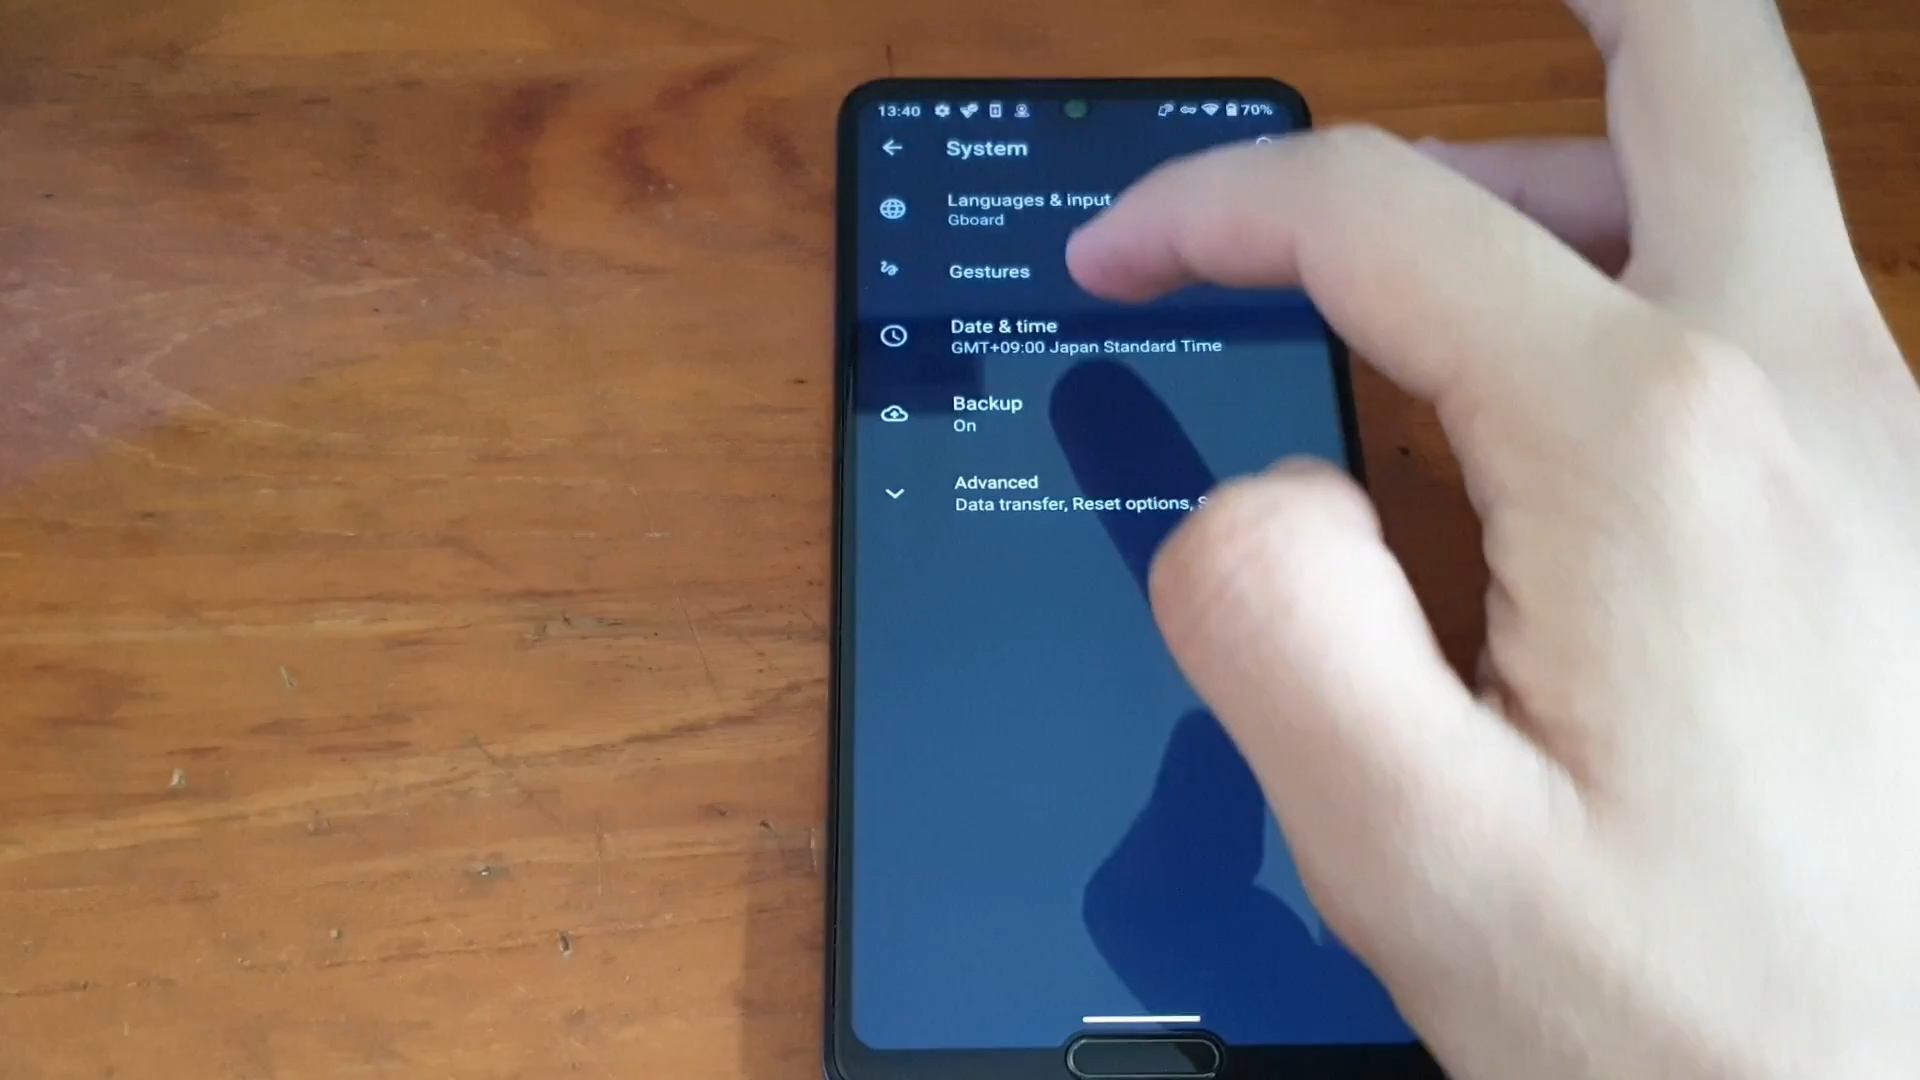 13:40 70%
System
Languages & input
Gboard
Gestures
Date & time
GMT+09:00 Japan Standard Time
Backup
On
Advanced
Data transfer, Reset options,